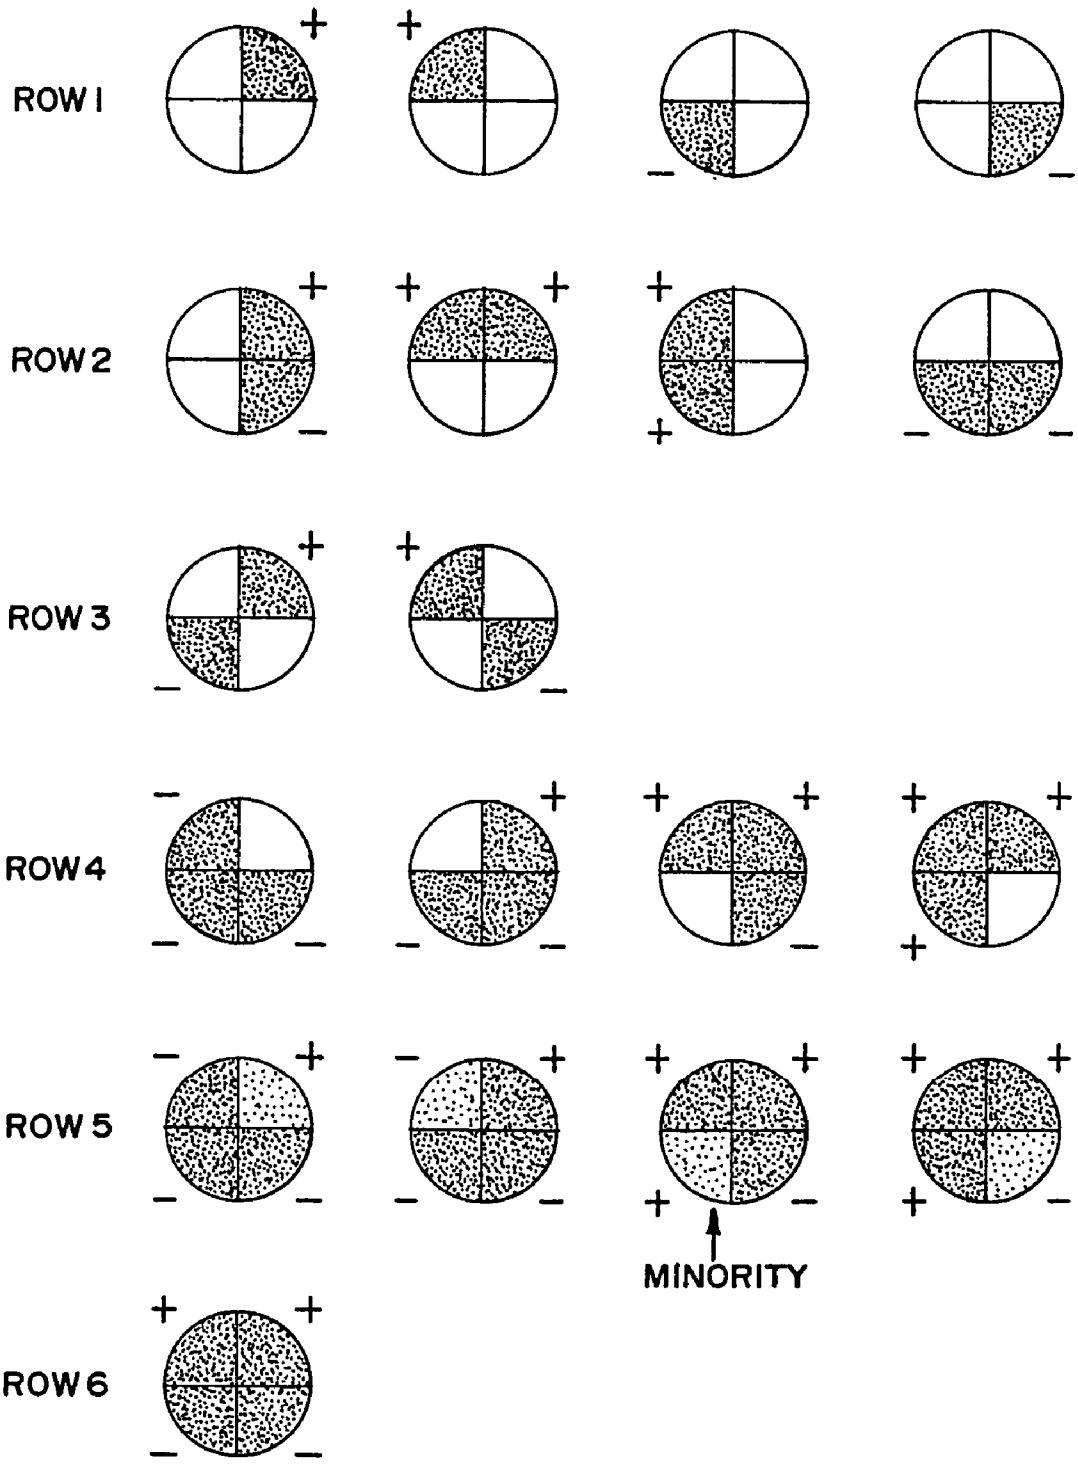 + +
ROW 1
− −
+ + + +
ROW 2
− + − −
+ +
ROW 3
− −
− + + + + +
ROW 4
− − − − − +
− + − + + + + +
ROW 5
− − − − + − + −
MINORITY
+ +
ROW 6
− −